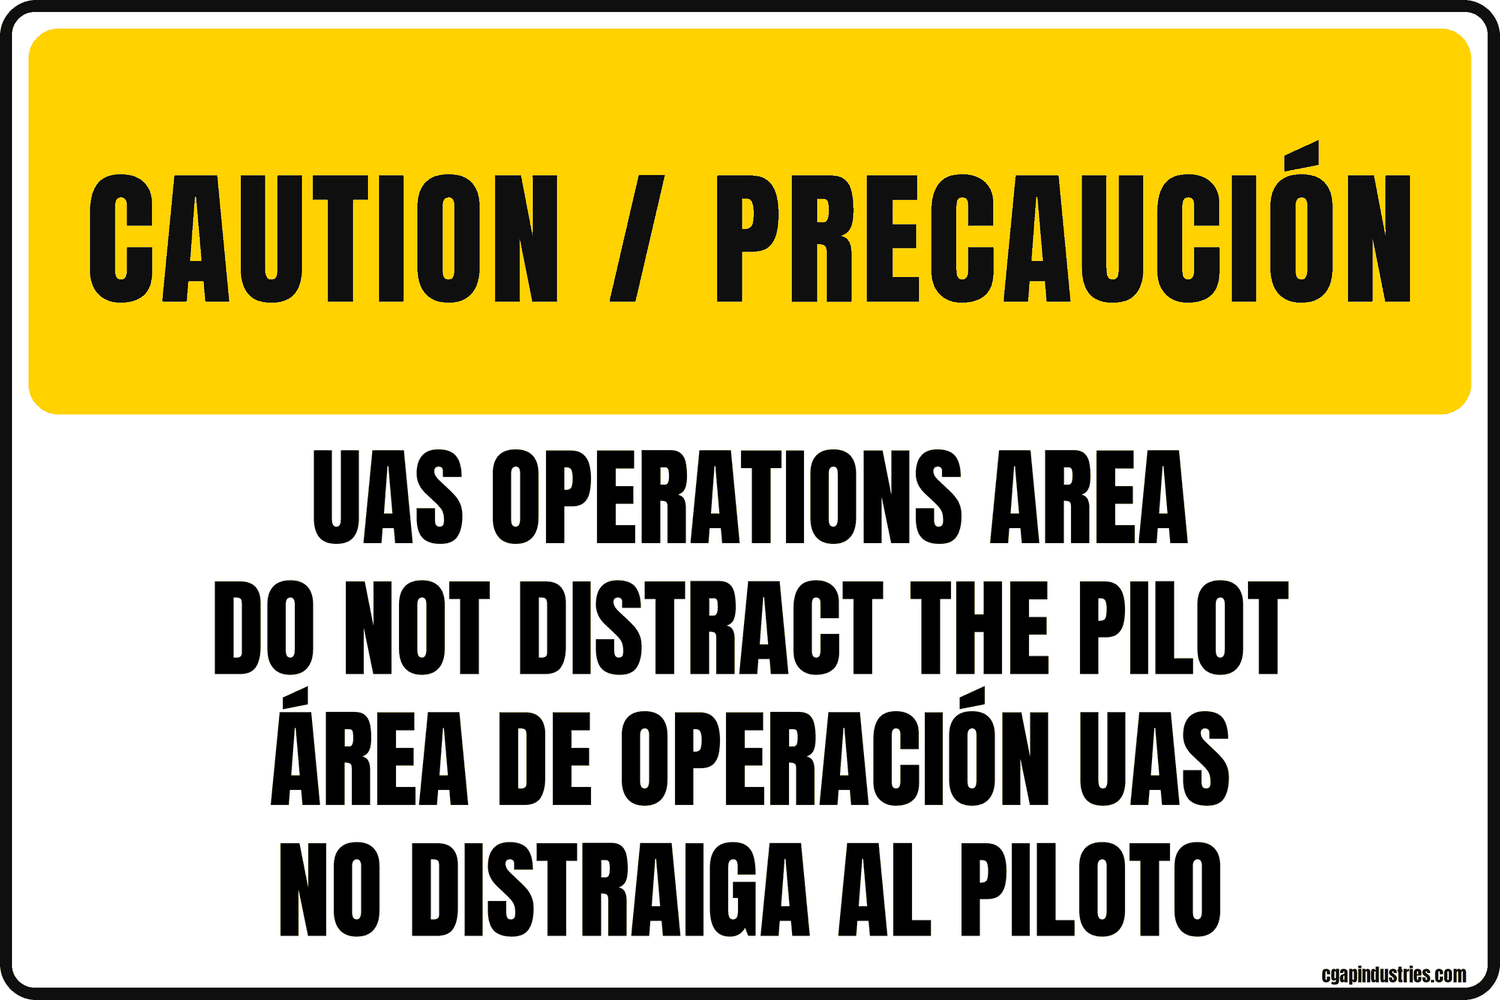 CAUTION / PRECAUCIÓN
UAS OPERATIONS AREA
DO NOT DISTRACT THE PILOT
ÁREA DE OPERACIÓN UAS
NO DISTRAIGA AL PILOTO
cgapindustries.com